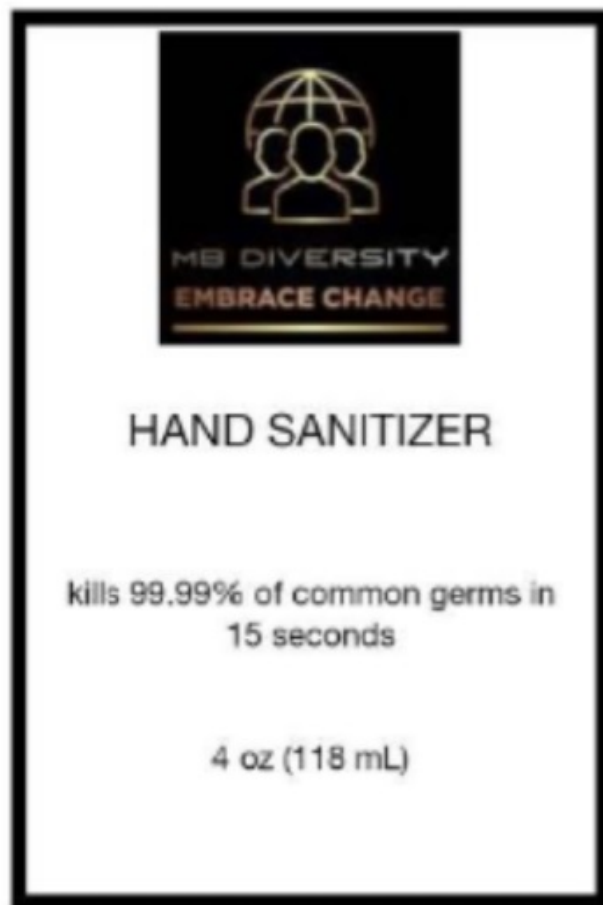 MB DIVERSITY
EMBRACE CHANGE
HAND SANITIZER
kills 99.99% of common germs in
15 seconds
4 oz (118 mL)